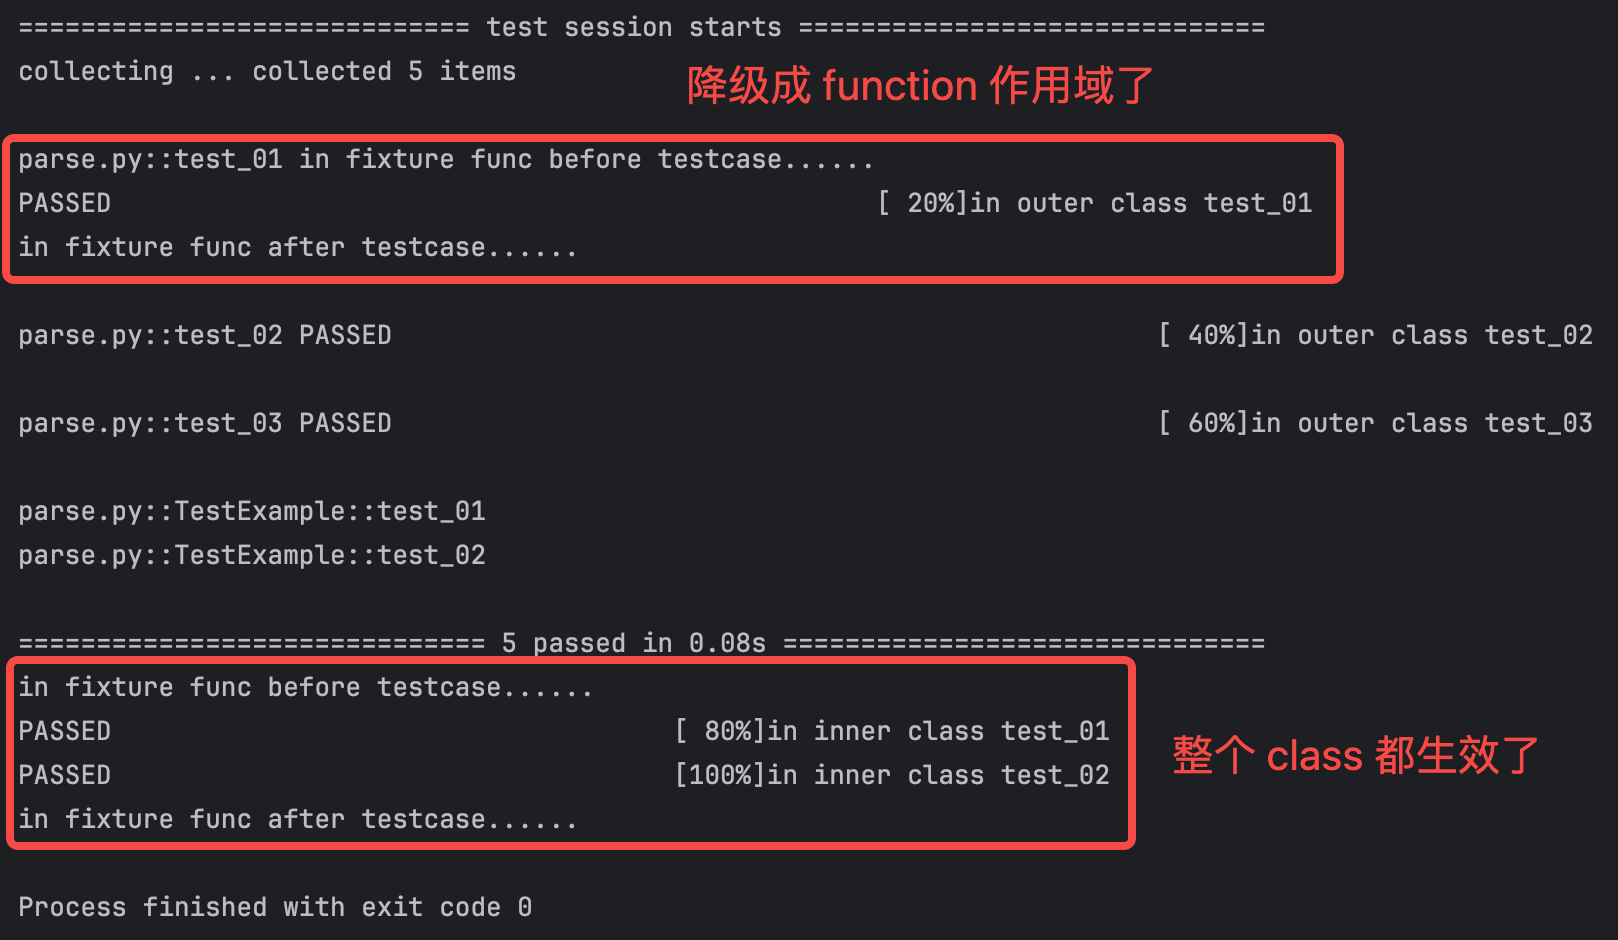 ============================= test session starts ==============================
collecting ... collected 5 items
降级成 function 作用域了
parse.py::test_01 in fixture func before testcase......
PASSED [ 20%]in outer class test_01
in fixture func after testcase......
parse.py::test_02 PASSED [ 40%]in outer class test_02
parse.py::test_03 PASSED [ 60%]in outer class test_03
parse.py::TestExample::test_01
parse.py::TestExample::test_02
============================== 5 passed in 0.08s ===============================
in fixture func before testcase......
PASSED [ 80%]in inner class test_01
整个 class 都生效了
PASSED [100%]in inner class test_02
in fixture func after testcase......
Process finished with exit code 0